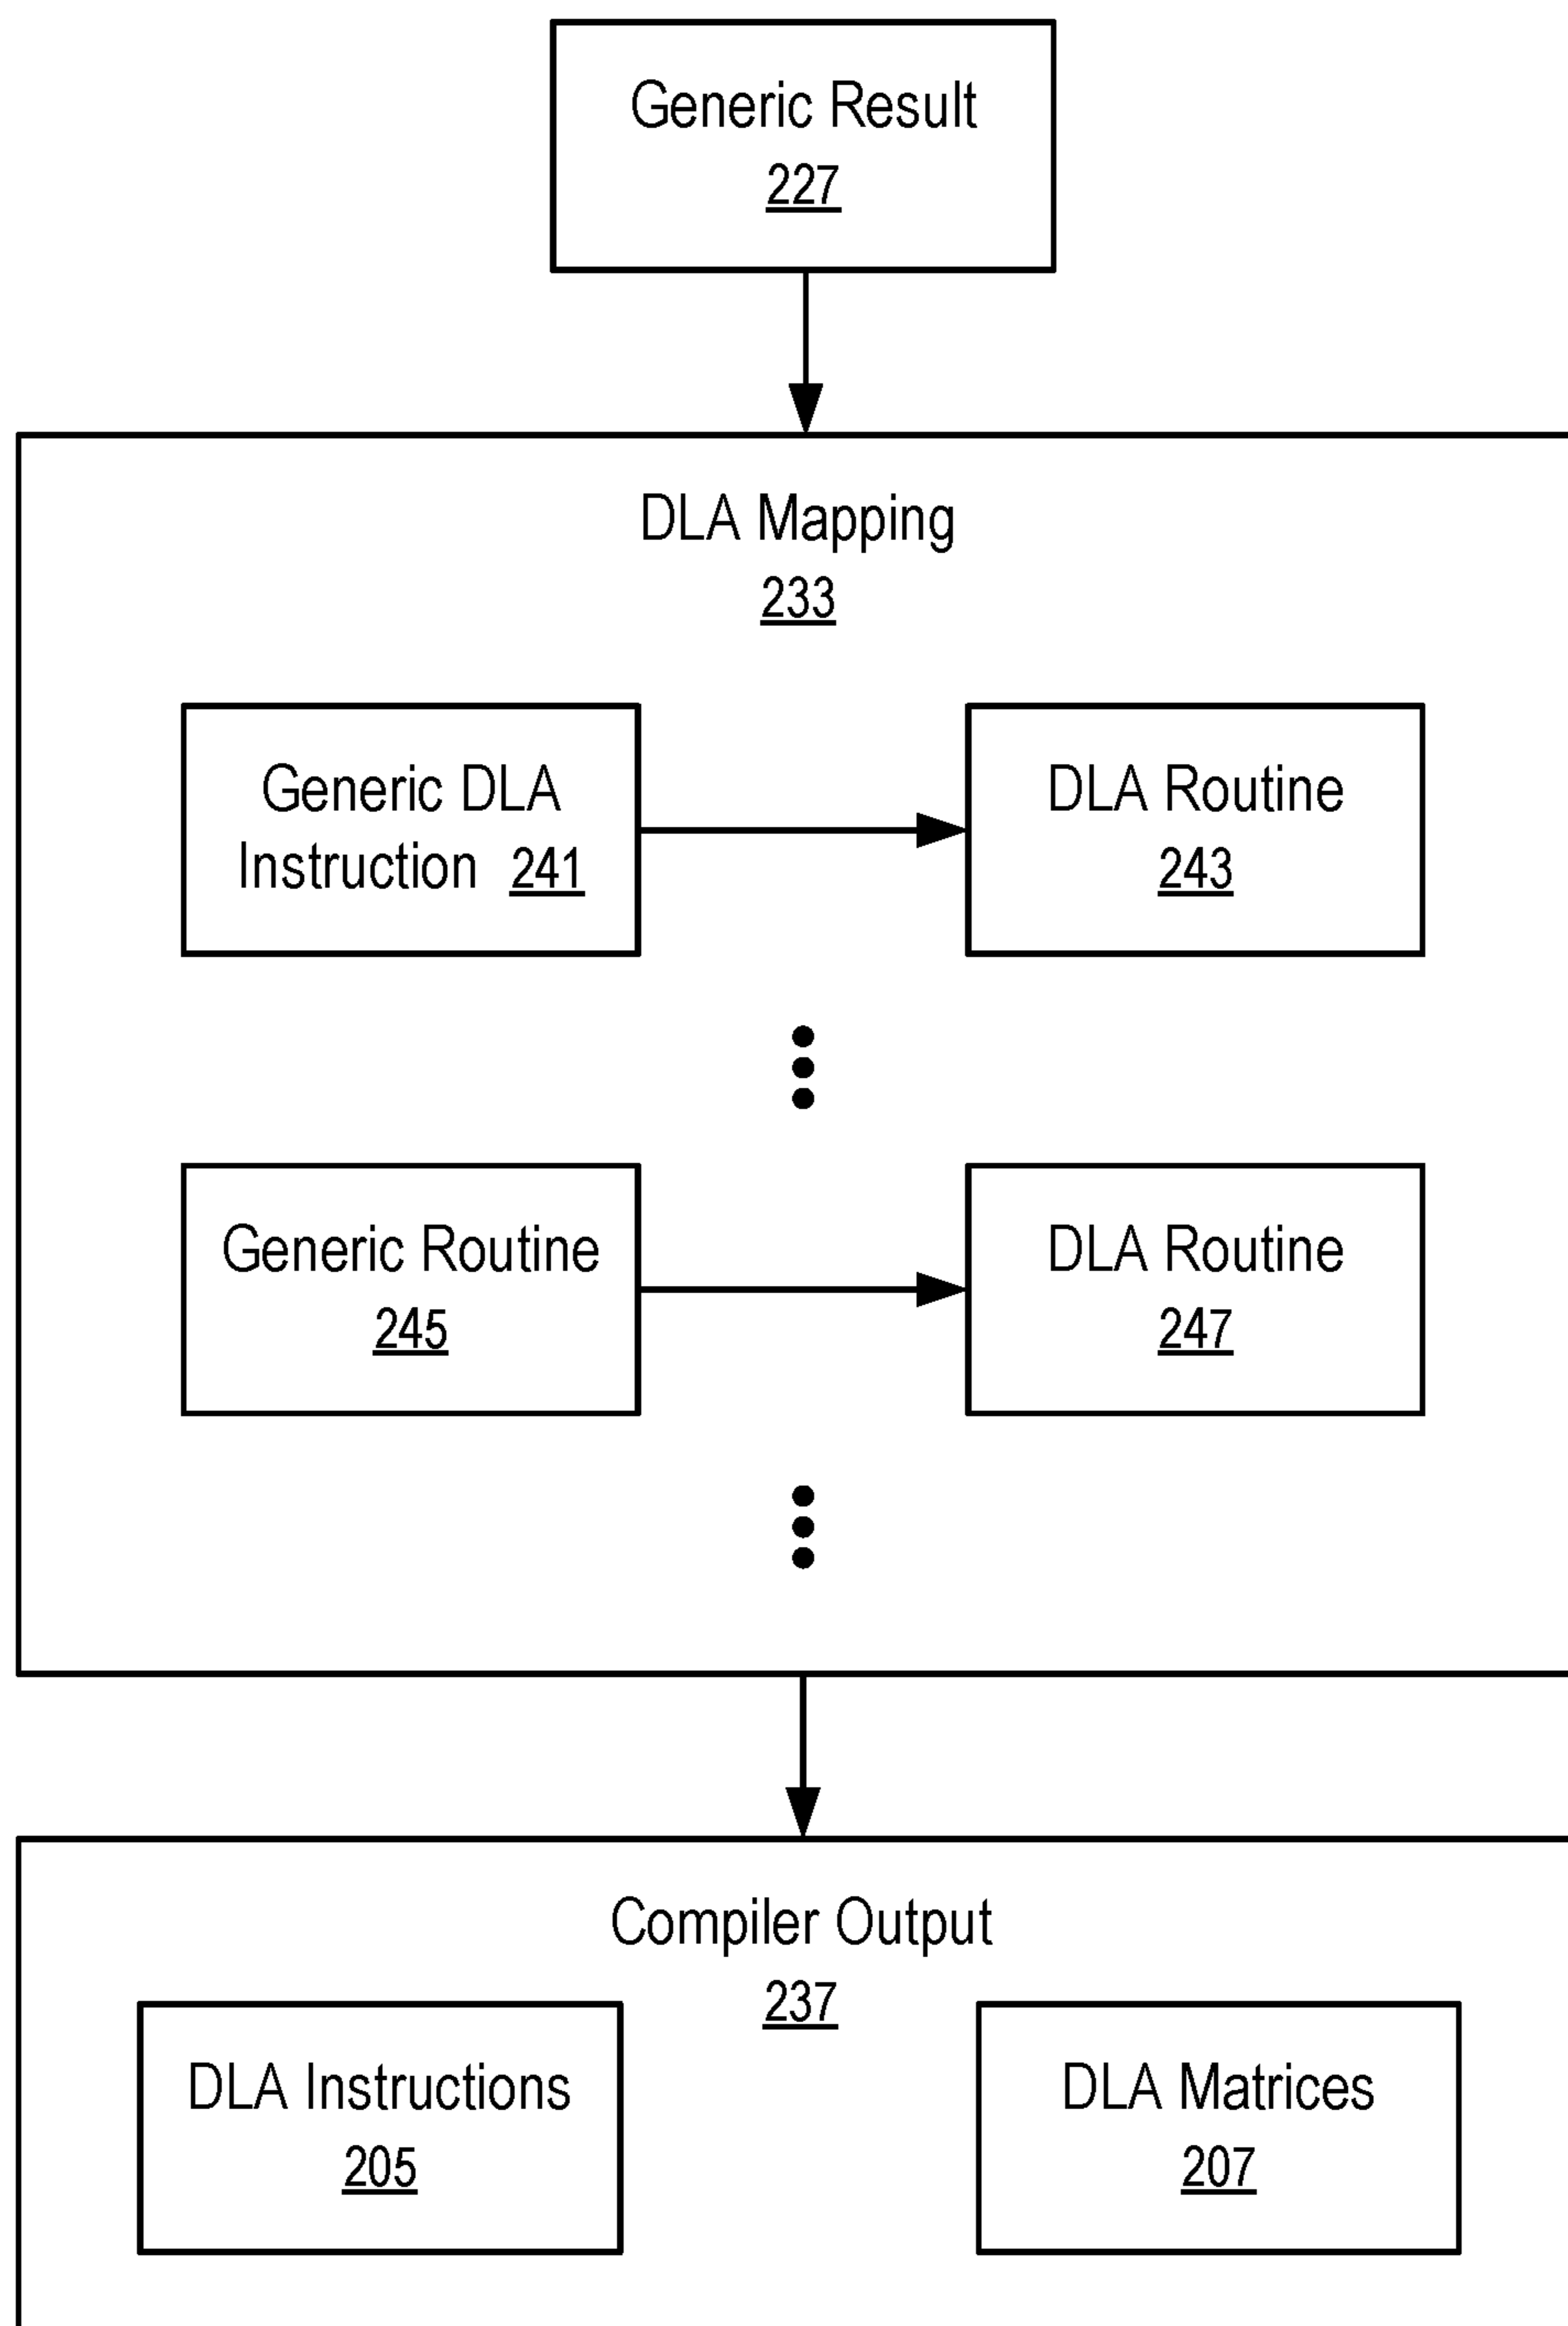 Generic Result
227
DLA Mapping
233
Generic DLA
Instruction 241
DLA Routine
243
Generic Routine
245
DLA Routine
247
Compiler Output
237
DLA Instructions
205
DLA Matrices
207